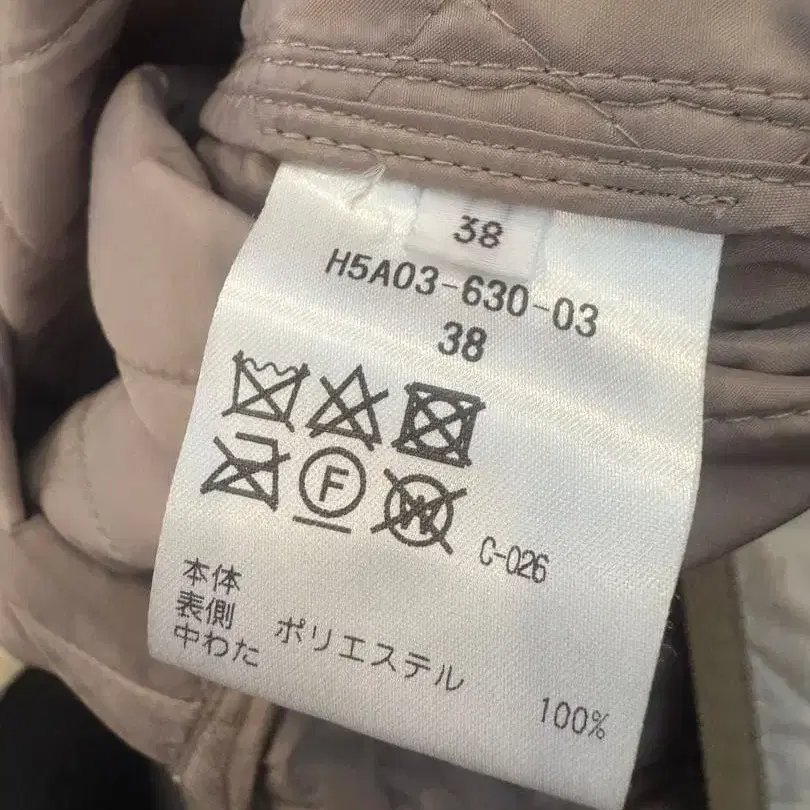 38
H5A03-630-03
38
F W
C-026
本体
表側
中わた
ポリエステル
100%